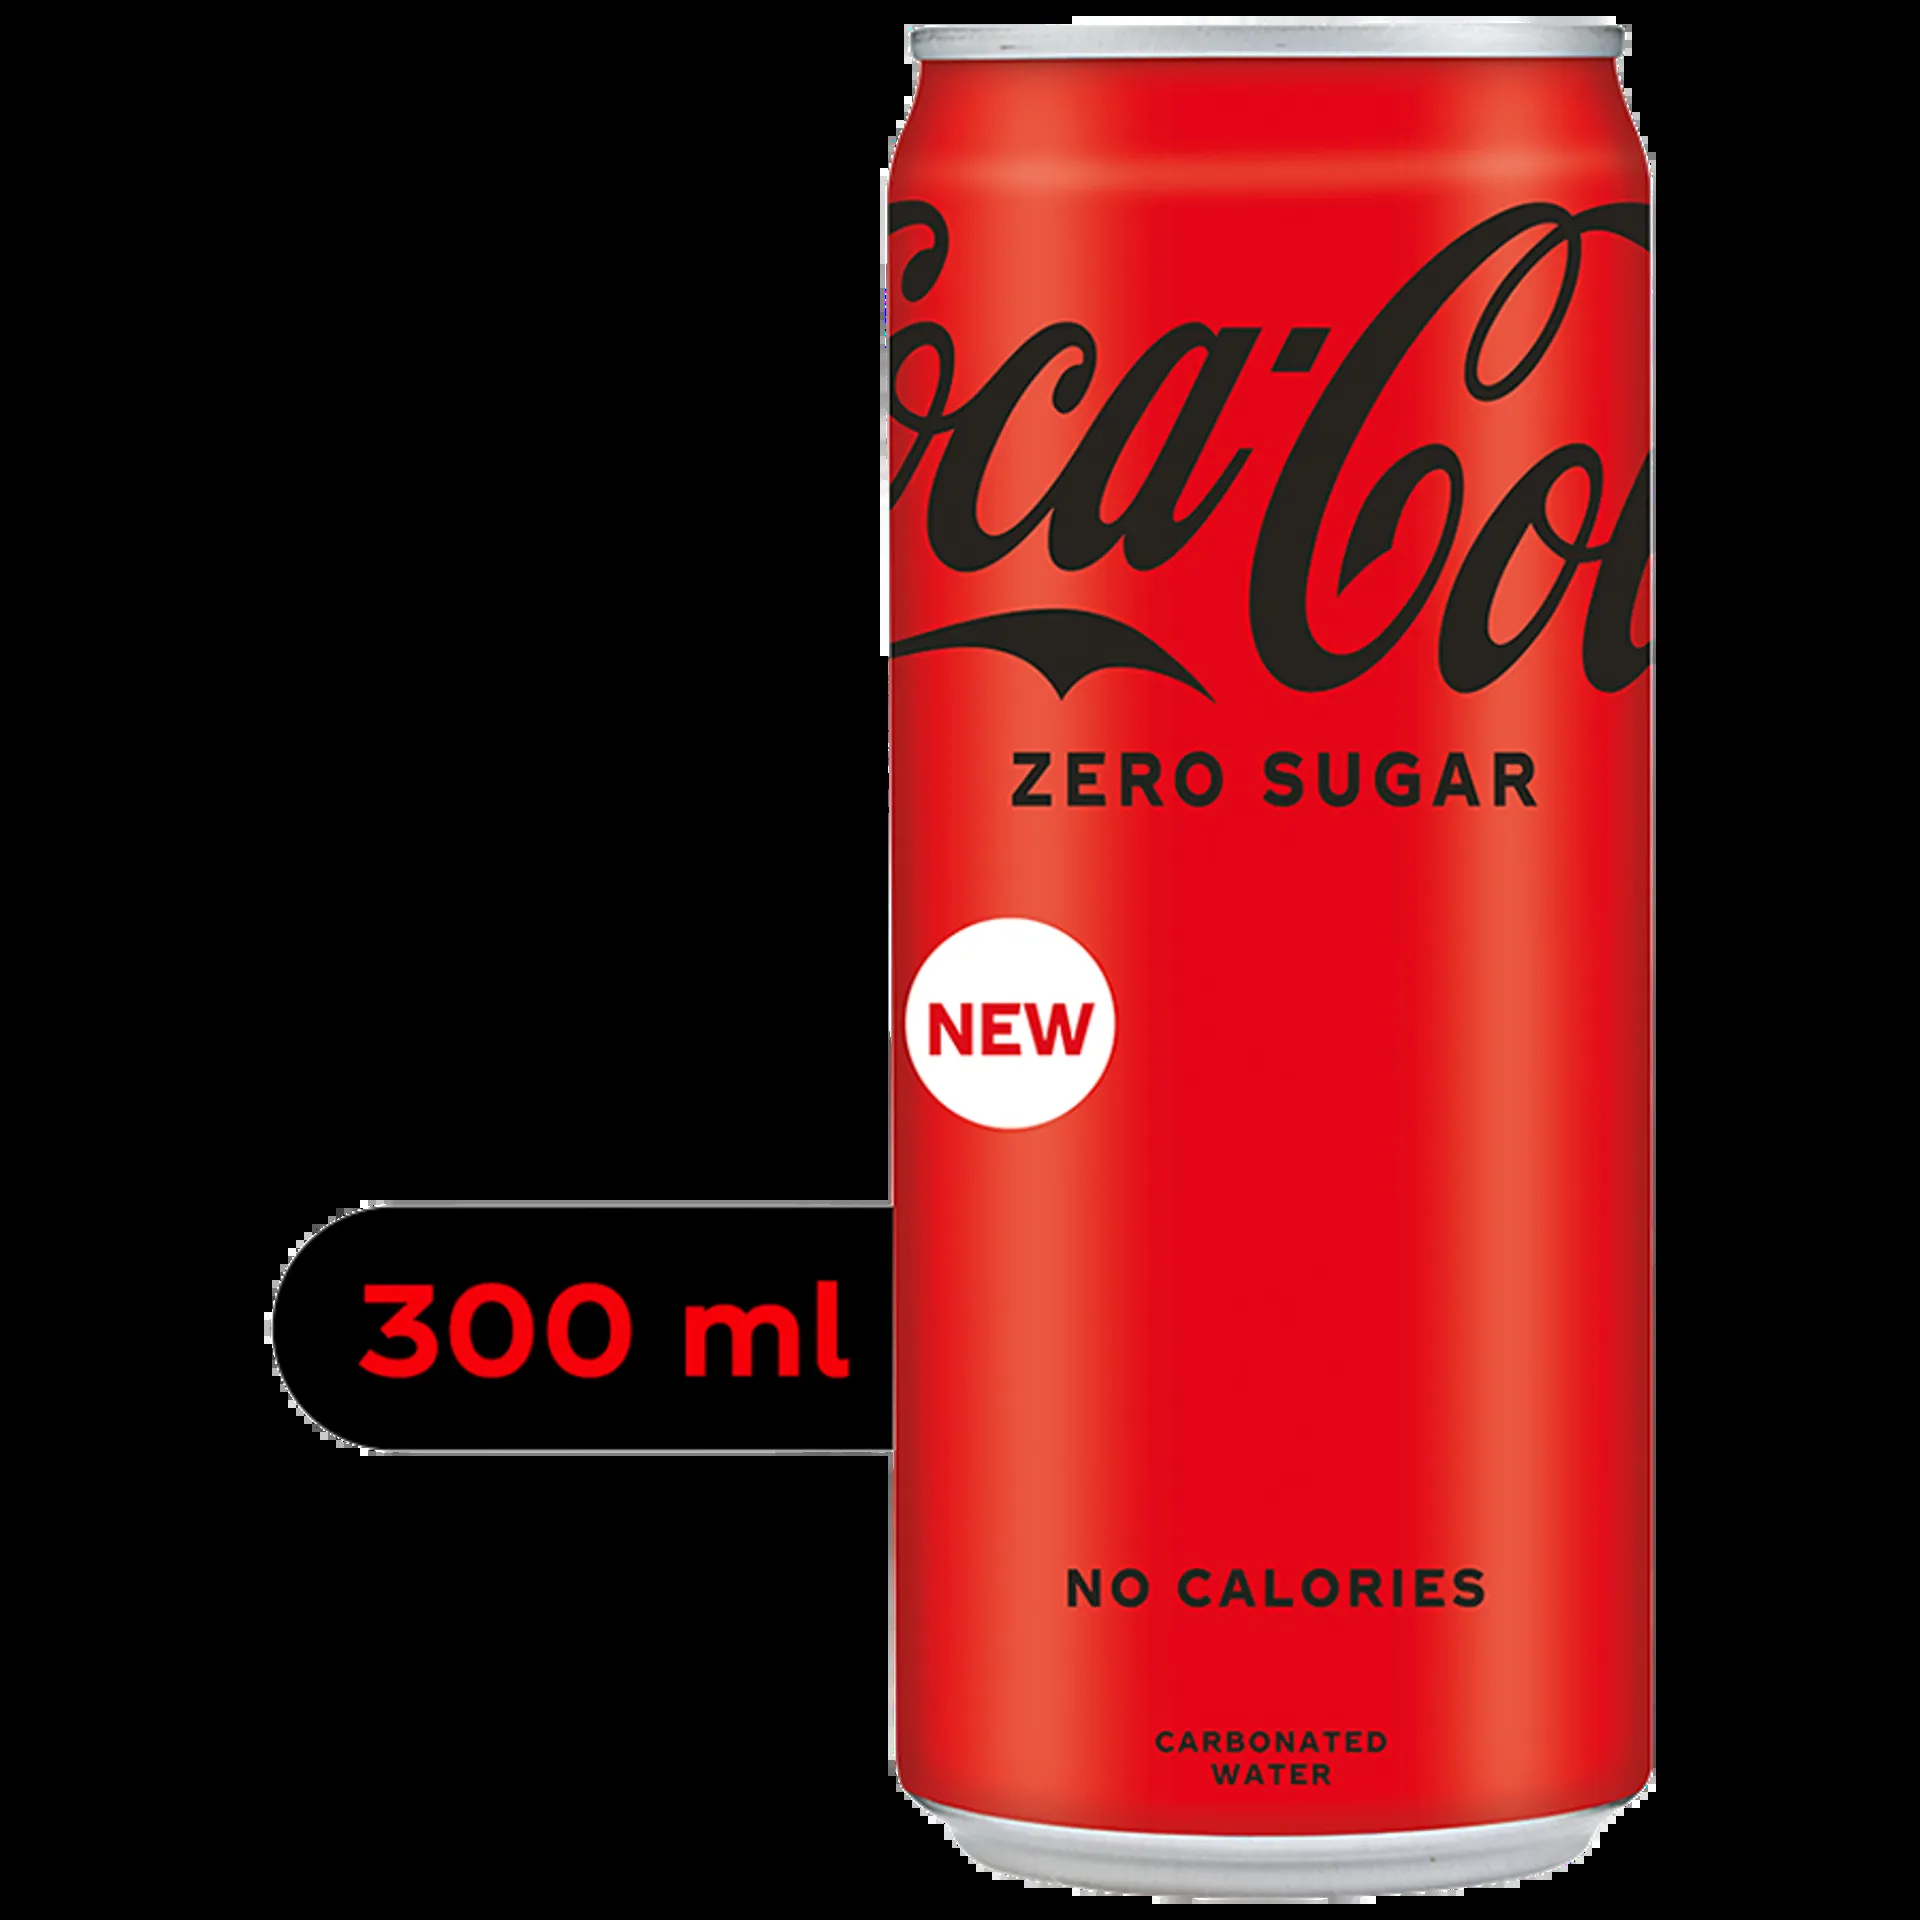 Coca-Col
ZERO SUGAR
NEW
300 ml
NO CALORIES
CARBONATED
WATER